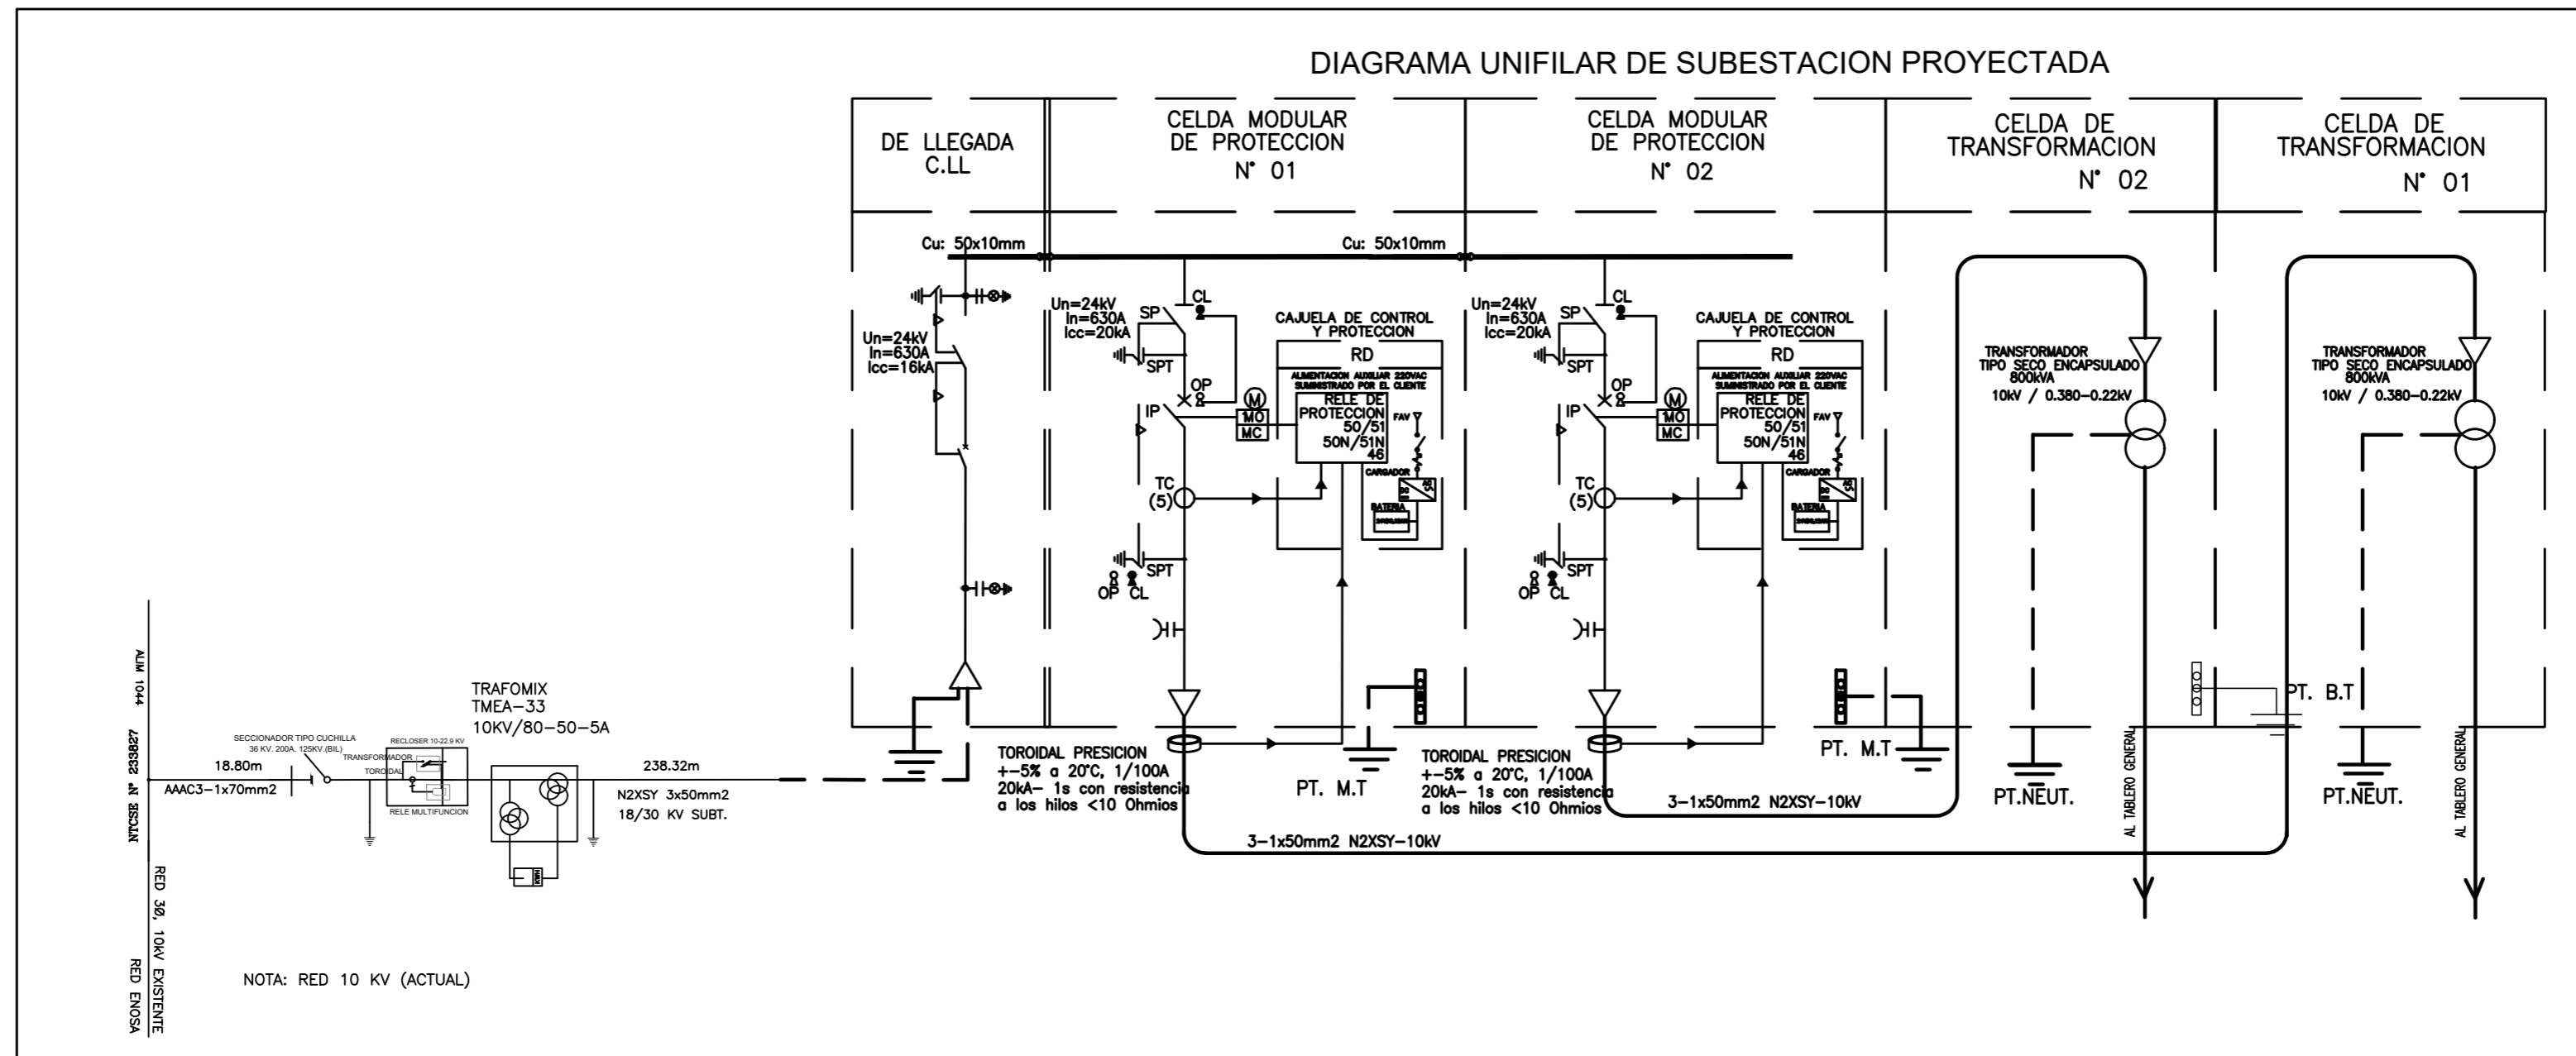 DIAGRAMA UNIFILAR DE SUBESTACION PROYECTADA
DE LLEGADA
C.LL
CELDA MODULAR
DE PROTECCION
N° 01
CELDA MODULAR
DE PROTECCION
N° 02
CELDA DE
TRANSFORMACION
N° 02
CELDA DE
TRANSFORMACION
N° 01
Cu: 50x10mm
Cu: 50x10mm
Un=24kV
In=630A
Icc=16kA
Un=24kV
In=630A
Icc=20kA
SP
CL
SPT
OP
IP
M
MO
MC
TC
(5)
SPT
OP CL
CAJUELA DE CONTROL
Y PROTECCION
RD
ALIMENTACION AUXILIAR 220VAC
SUMINISTRADO POR EL CLIENTE
RELE DE
PROTECCION
50/51
50N/51N
46
FAV
CARGADOR
AC
DC
BATERIA
Un=24kV
In=630A
Icc=20kA
SP
CL
SPT
OP
IP
M
MO
MC
TC
(5)
SPT
OP CL
CAJUELA DE CONTROL
Y PROTECCION
RD
ALIMENTACION AUXILIAR 220VAC
SUMINISTRADO POR EL CLIENTE
RELE DE
PROTECCION
50/51
50N/51N
46
FAV
CARGADOR
AC
DC
BATERIA
TRANSFORMADOR
TIPO SECO ENCAPSULADO
800kVA
10kV / 0.380-0.22kV
TRANSFORMADOR
TIPO SECO ENCAPSULADO
800kVA
10kV / 0.380-0.22kV
ALIM 1044
NTCSE N° 233827
RED 3Ø, 10kV EXISTENTE
RED ENOSA
SECCIONADOR TIPO CUCHILLA
36 KV. 200A. 125KV.(BIL)
18.80m
AAAC3-1x70mm2
RECLOSER 10-22.9 KV
TRANSFORMADOR
TOROIDAL
RELE MULTIFUNCION
TRAFOMIX
TMEA-33
10KV/80-50-5A
KWH
238.32m
N2XSY 3x50mm2
18/30 KV SUBT.
TOROIDAL PRESICION
+-5% a 20°C, 1/100A
20kA- 1s con resistencia
a los hilos <10 Ohmios
PT. M.T
TOROIDAL PRESICION
+-5% a 20°C, 1/100A
20kA- 1s con resistencia
a los hilos <10 Ohmios
PT. M.T
3-1x50mm2 N2XSY-10kV
3-1x50mm2 N2XSY-10kV
PT.NEUT.
AL TABLERO GENERAL
PT. B.T
PT.NEUT.
AL TABLERO GENERAL
NOTA: RED 10 KV (ACTUAL)